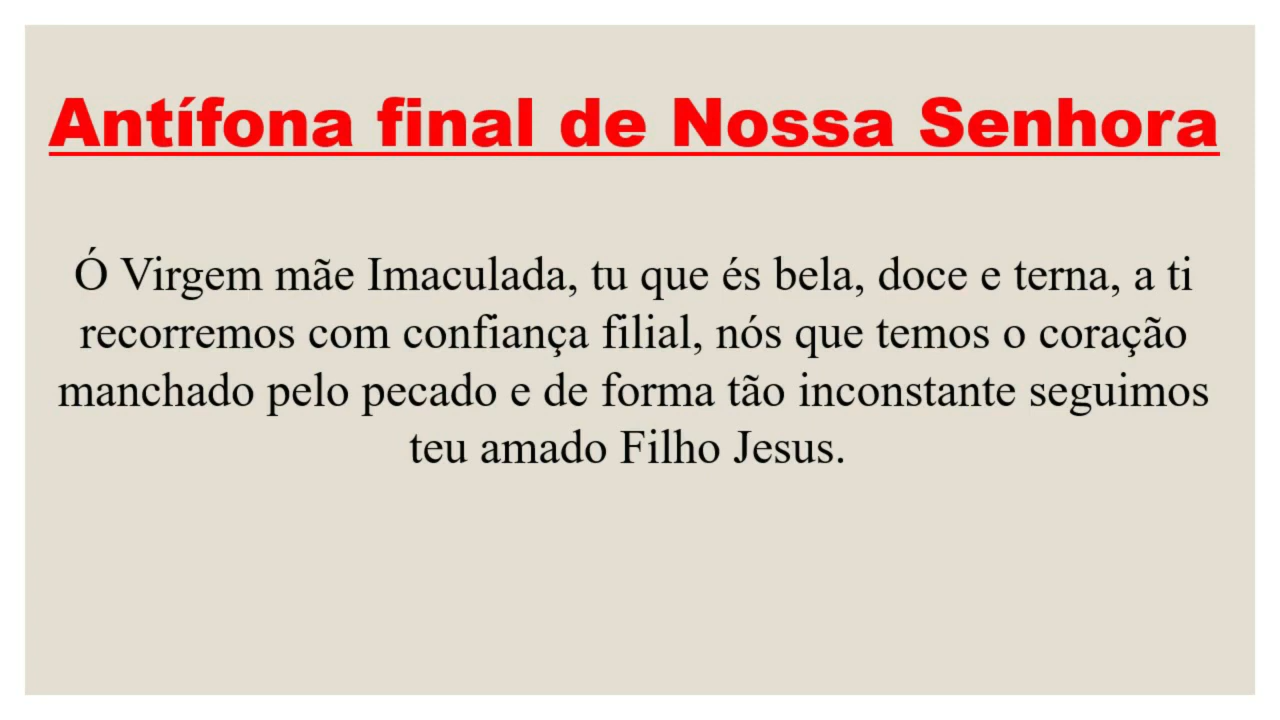 Antífona final de Nossa Senhora
Ó Virgem mãe Imaculada, tu que és bela, doce e terna, a ti
recorremos com confiança filial, nós que temos o coração
manchado pelo pecado e de forma tão inconstante seguimos
teu amado Filho Jesus.